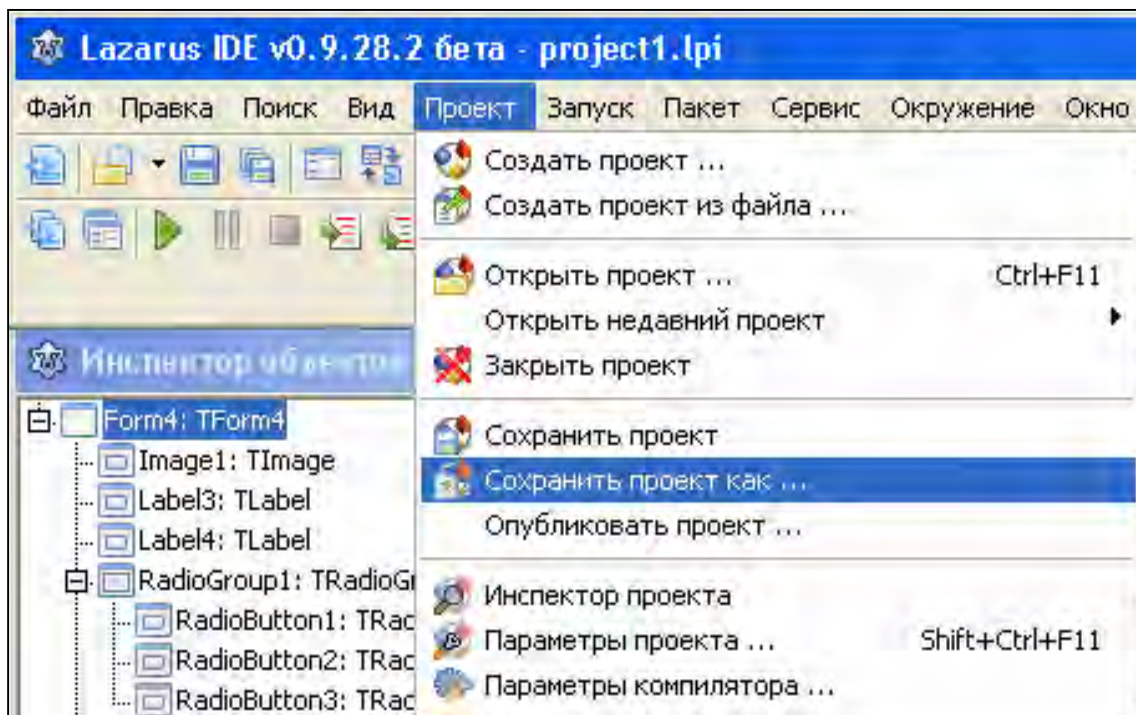 Lazarus IDE v0.9.28.2 бета - project1.lpi
Файл Правка Поиск Вид Проект Запуск Пакет Сервис Окружение Окно
Создать проект ...
Создать проект из файла ...
Открыть проект ... Ctrl+F11
Открыть недавний проект
Закрыть проект
Сохранить проект
Сохранить проект как ...
Опубликовать проект ...
Инспектор проекта
Параметры проекта ... Shift+Ctrl+F11
Параметры компилятора ...
Инспектор объектов
Form4: TForm4
Image1: TImage
Label3: TLabel
Label4: TLabel
RadioGroup1: TRadioG
RadioButton1: TRac
RadioButton2: TRac
RadioButton3: TRac